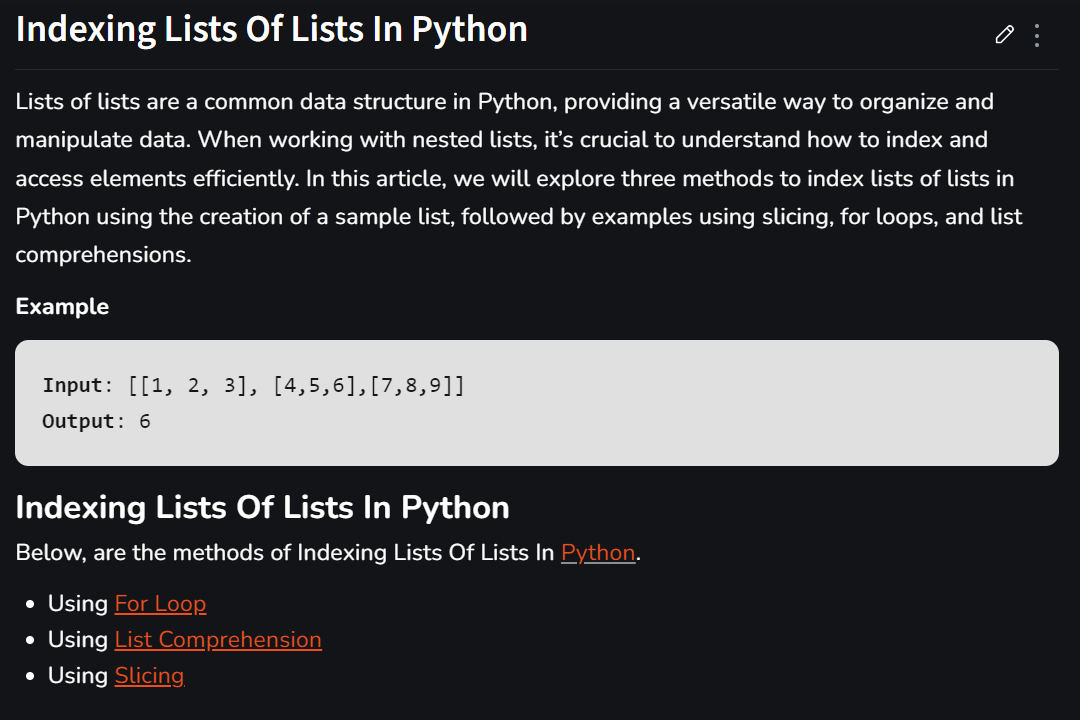 Indexing Lists Of Lists In Python
Lists of lists are a common data structure in Python, providing a versatile way to organize and
manipulate data. When working with nested lists, it’s crucial to understand how to index and
access elements efficiently. In this article, we will explore three methods to index lists of lists in
Python using the creation of a sample list, followed by examples using slicing, for loops, and list
comprehensions.
Example
Input: [[1, 2, 3], [4,5,6],[7,8,9]]
Output: 6
Indexing Lists Of Lists In Python
Below, are the methods of Indexing Lists Of Lists In Python.
• Using For Loop
• Using List Comprehension
• Using Slicing